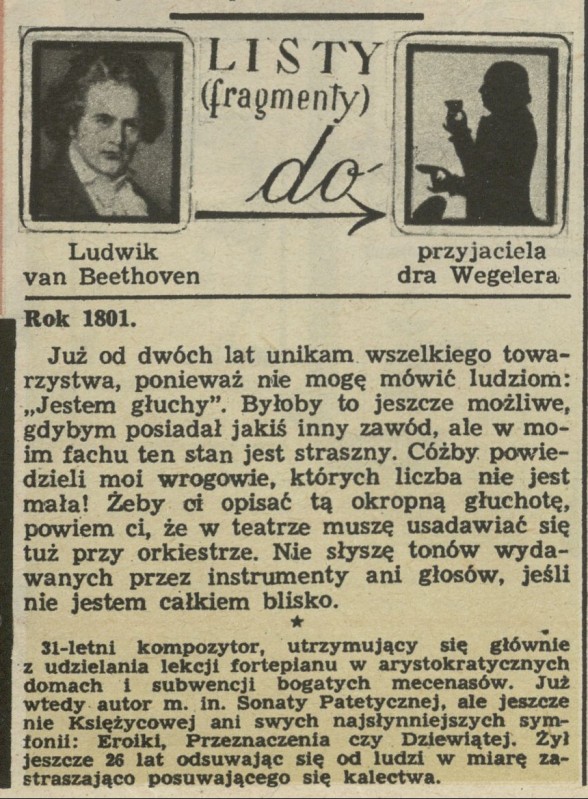 LISTY
(fragmenty)
do
Ludwik
van Beethoven
przyjaciela
dra Wegelera
Rok 1801.
Już od dwóch lat unikam wszelkiego towa-
rzystwa, ponieważ nie mogę mówić ludziom:
„Jestem głuchy”. Byłoby to jeszcze możliwe,
gdybym posiadał jakiś inny zawód, ale w mo-
im fachu ten stan jest straszny. Cóżby powie-
dzieli moi wrogowie, których liczba nie jest
mała! Żeby ci opisać tą okropną głuchotę,
powiem ci, że w teatrze muszę usadawiać się
tuż przy orkiestrze. Nie słyszę tonów wyda-
wanych przez instrumenty ani głosów, jeśli
nie jestem całkiem blisko.
★
31-letni kompozytor, utrzymujący się głównie
z udzielania lekcji fortepianu w arystokratycznych
domach i subwencji bogatych mecenasów. Już
wtedy autor m. in. Sonaty Patetycznej, ale jeszcze
nie Księżycowej ani swych najsłynniejszych sym-
fonii: Eroiki, Przeznaczenia czy Dziewiątej. Żył
jeszcze 26 lat odsuwając się od ludzi w miarę za-
straszająco posuwającego się kalectwa.